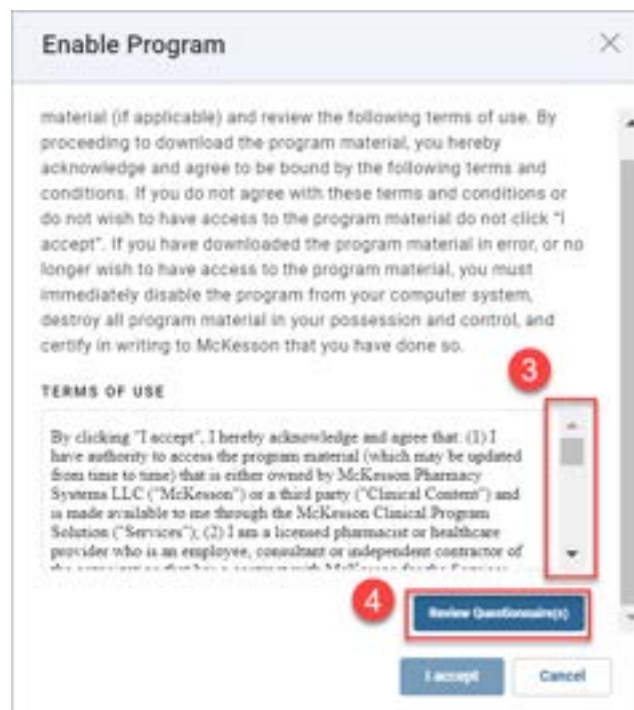 Enable Program
material (if applicable) and review the following terms of use. By
proceeding to download the program material, you hereby
acknowledge and agree to be bound by the following terms and
conditions. If you do not agree with these terms and conditions or
do not wish to have access to the program material do not click "I
accept". If you have downloaded the program material in error, or no
longer wish to have access to the program material, you must
immediately disable the program from your computer system,
destroy all program material in your possession and control, and
certify in writing to McKesson that you have done so.
3
TERMS OF USE
By clicking "I accept", I hereby acknowledge and agree that: (1) I
have authority to access the program material (which may be updated
from time to time) that is either owned by McKesson Pharmacy
Systems LLC ("McKesson") or a third party ("Clinical Content") and
is made available to me through the McKesson Clinical Program
Solution ("Services"); (2) I am a licensed pharmacist or healthcare
provider who is an employee, consultant or independent contractor of
4
Review Questionnaire(s)
I accept
Cancel